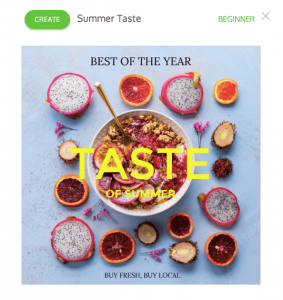 CREATE Summer Taste BEGINNER
BEST OF THE YEAR
TASTE
OF SUMMER
BUY FRESH, BUY LOCAL